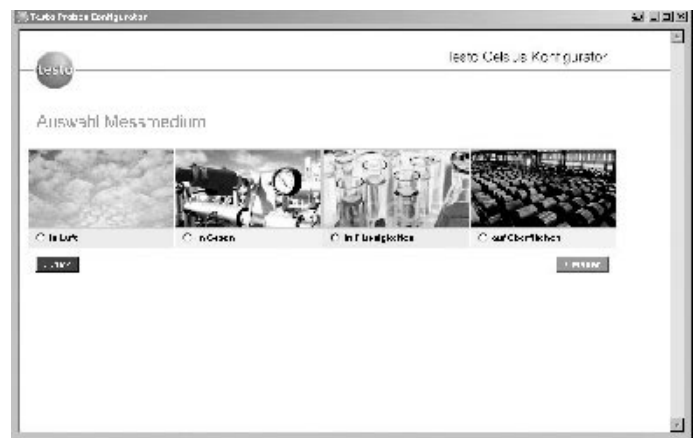 Testo Probes Configurator
testo
Testo Celsius Konfigurator
Auswahl Messmedium
in Luft
in Gasen
in Flüssigkeiten
auf Oberflächen